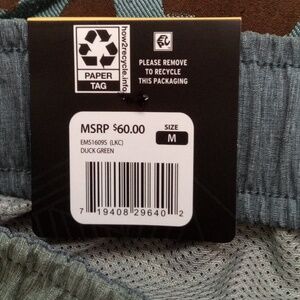 how2recycle.info
PAPER
TAG
PLEASE REMOVE
TO RECYCLE
THIS PACKAGING
MSRP $60.00
SIZE
M
EMS1609S (LKC)
DUCK GREEN
7 19408 29640 2